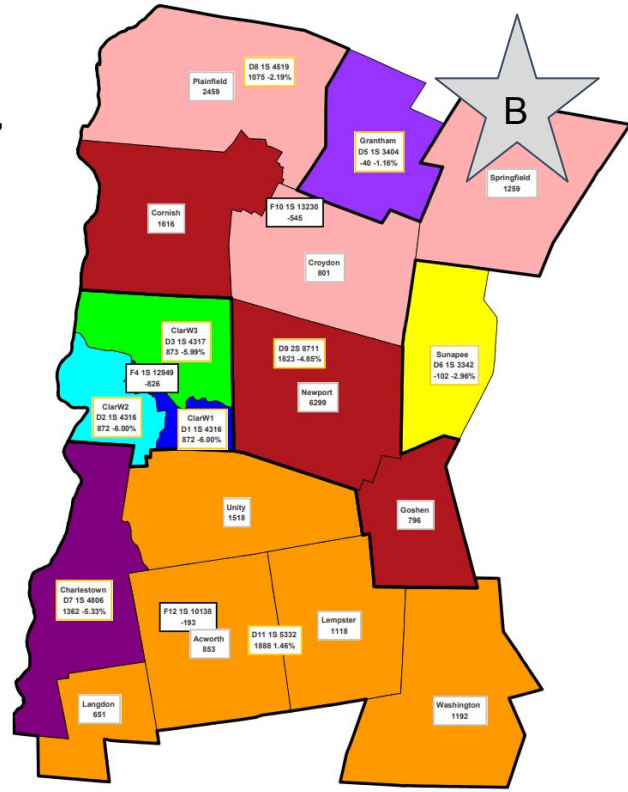 B
D8 1S 4519
1075 -2.19%
Plainfield
2459
Grantham
D5 1S 3404
-40 -1.16%
Springfield
1259
Cornish
1616
F10 1S 13230
-545
Croydon
801
ClarW3
D3 1S 4317
873 -5.99%
D9 2S 8711
1823 -4.85%
Sunapee
D6 1S 3342
-102 -2.96%
F4 1S 12949
-826
Newport
6299
ClarW2
D2 1S 4316
872 -6.00%
ClarW1
D1 1S 4316
872 -6.00%
Unity
1518
Goshen
796
Charlestown
D7 1S 4806
1362 -5.33%
F12 1S 10138
-193
Acworth
853
D11 1S 5332
1888 1.46%
Lempster
1118
Langdon
651
Washington
1192